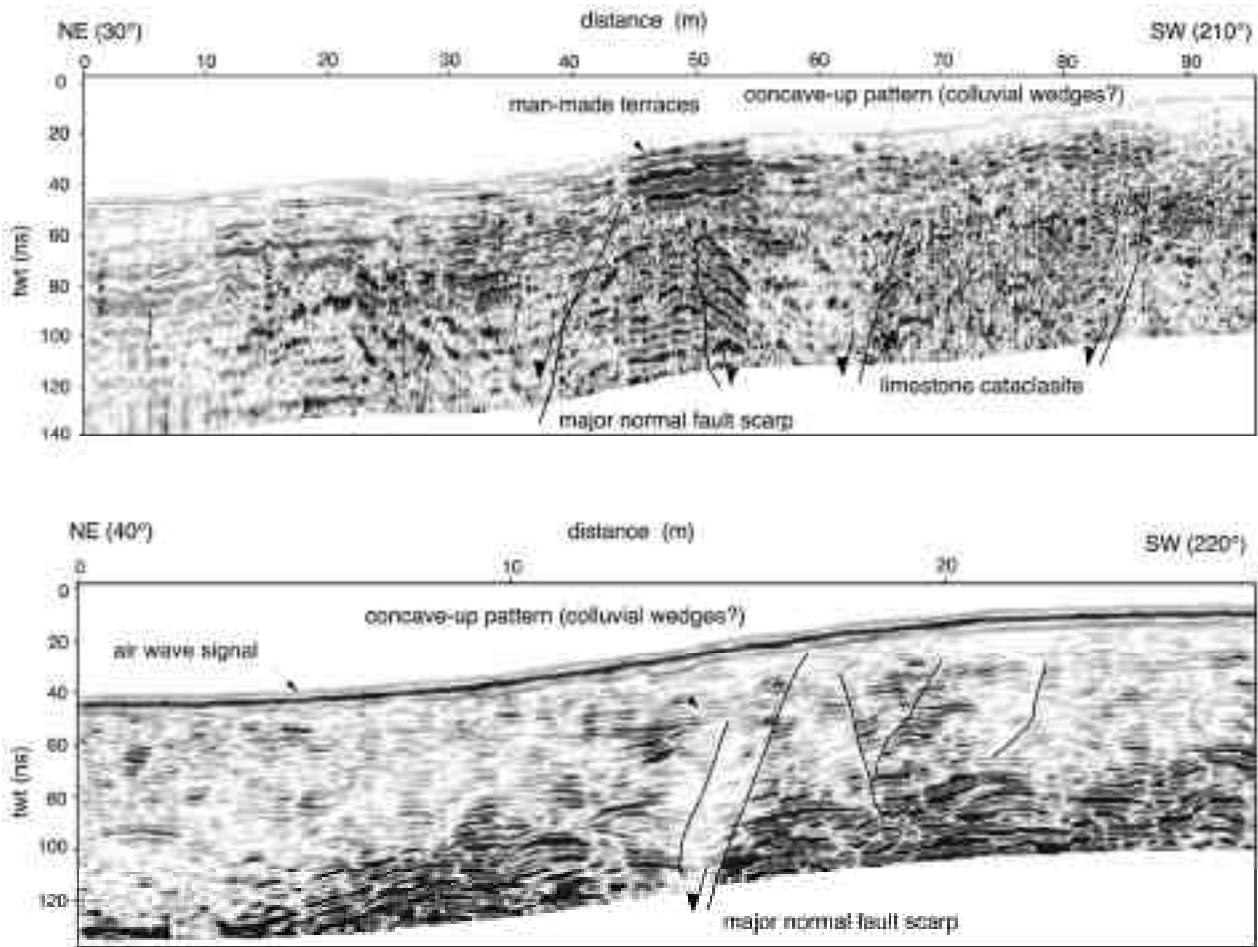 distance (m)
NE (30°) SW (210°)
0 10 20 30 40 50 60 70 80 90
0
concave-up pattern (colluvial wedges?)
man-made terraces
20
40
60
twt (ns)
80
100
limestone cataclasite
120
major normal fault scarp
140
NE (40°) distance (m) SW (220°)
0 10 20
0
concave-up pattern (colluvial wedges?)
20
air wave signal
40
60
twt (ns)
80
100
120
major normal fault scarp